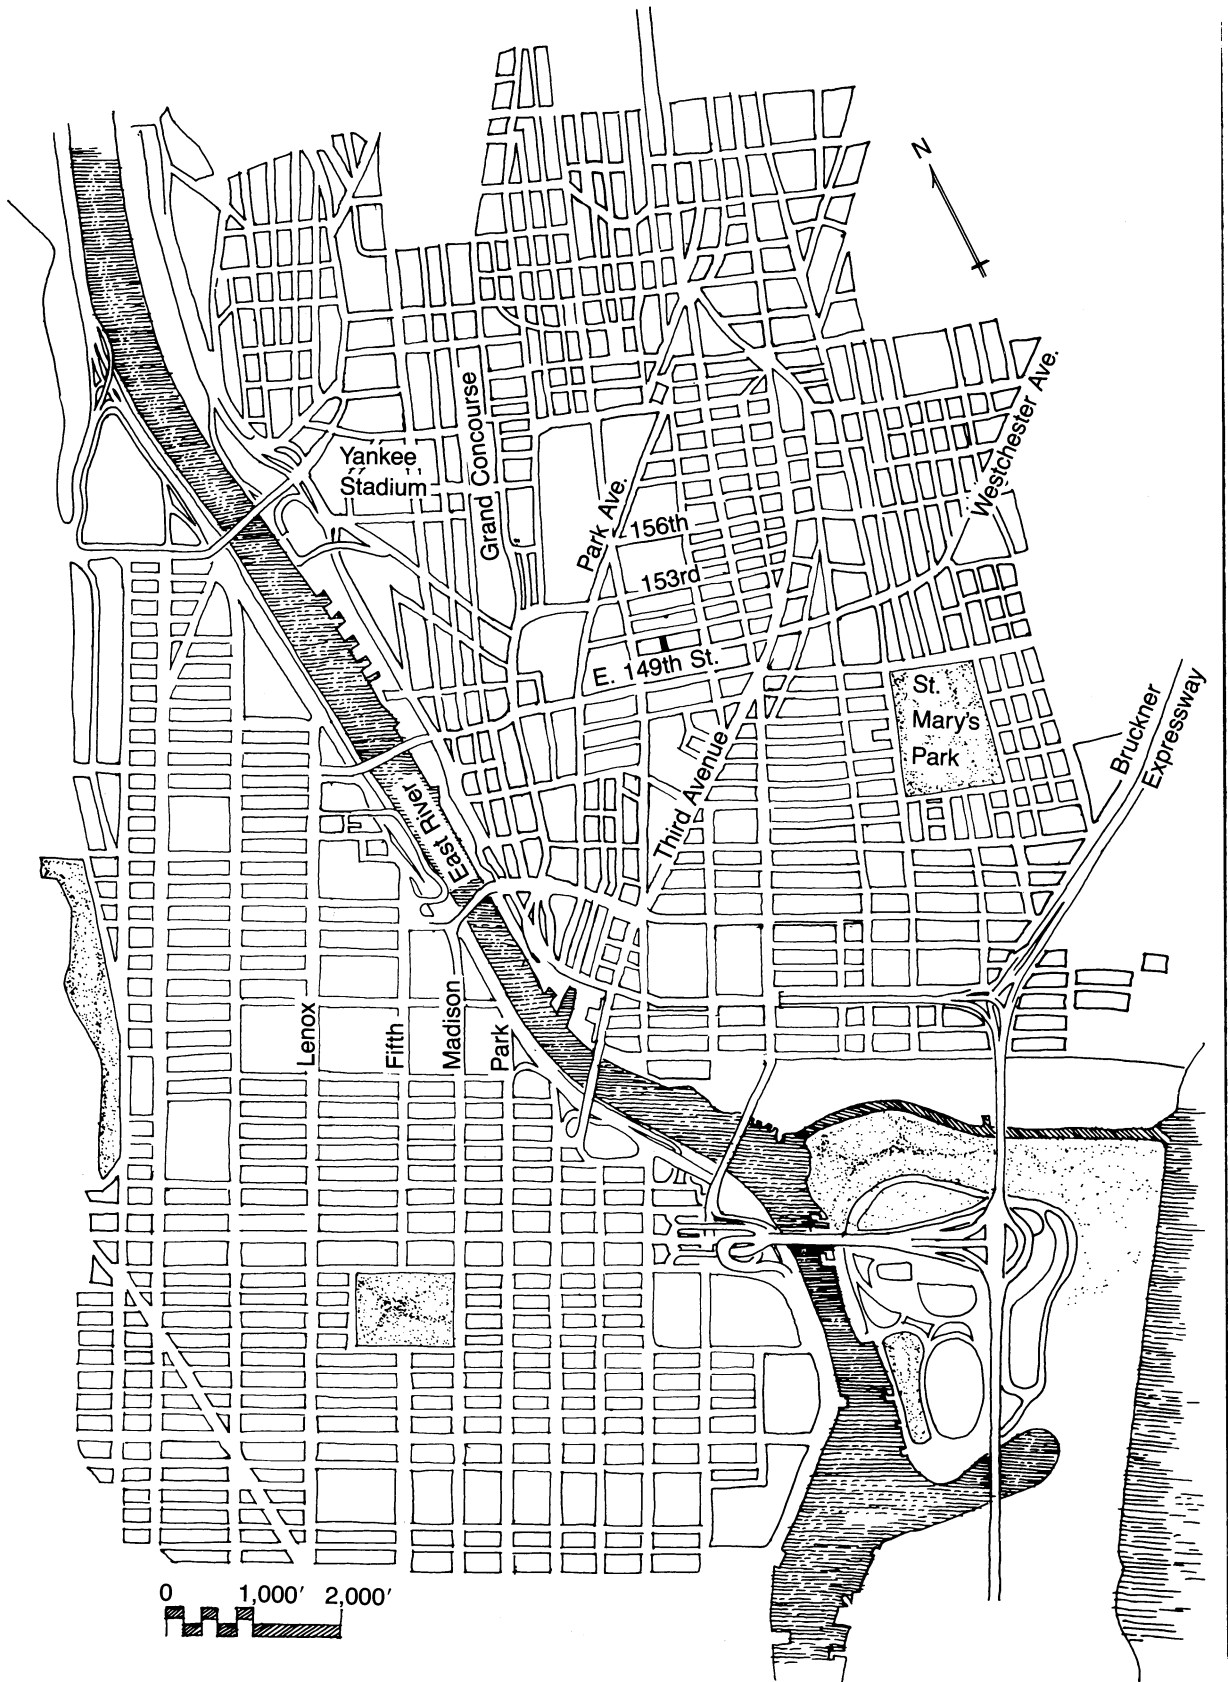 N
Westchester Ave.
Grand Concourse
Yankee
Stadium
Park Ave.
156th
153rd
E. 149th St.
St.
Mary's
Park
Bruckner
Expressway
Third Avenue
East River
Lenox
Fifth
Madison
Park
0 1,000' 2,000'